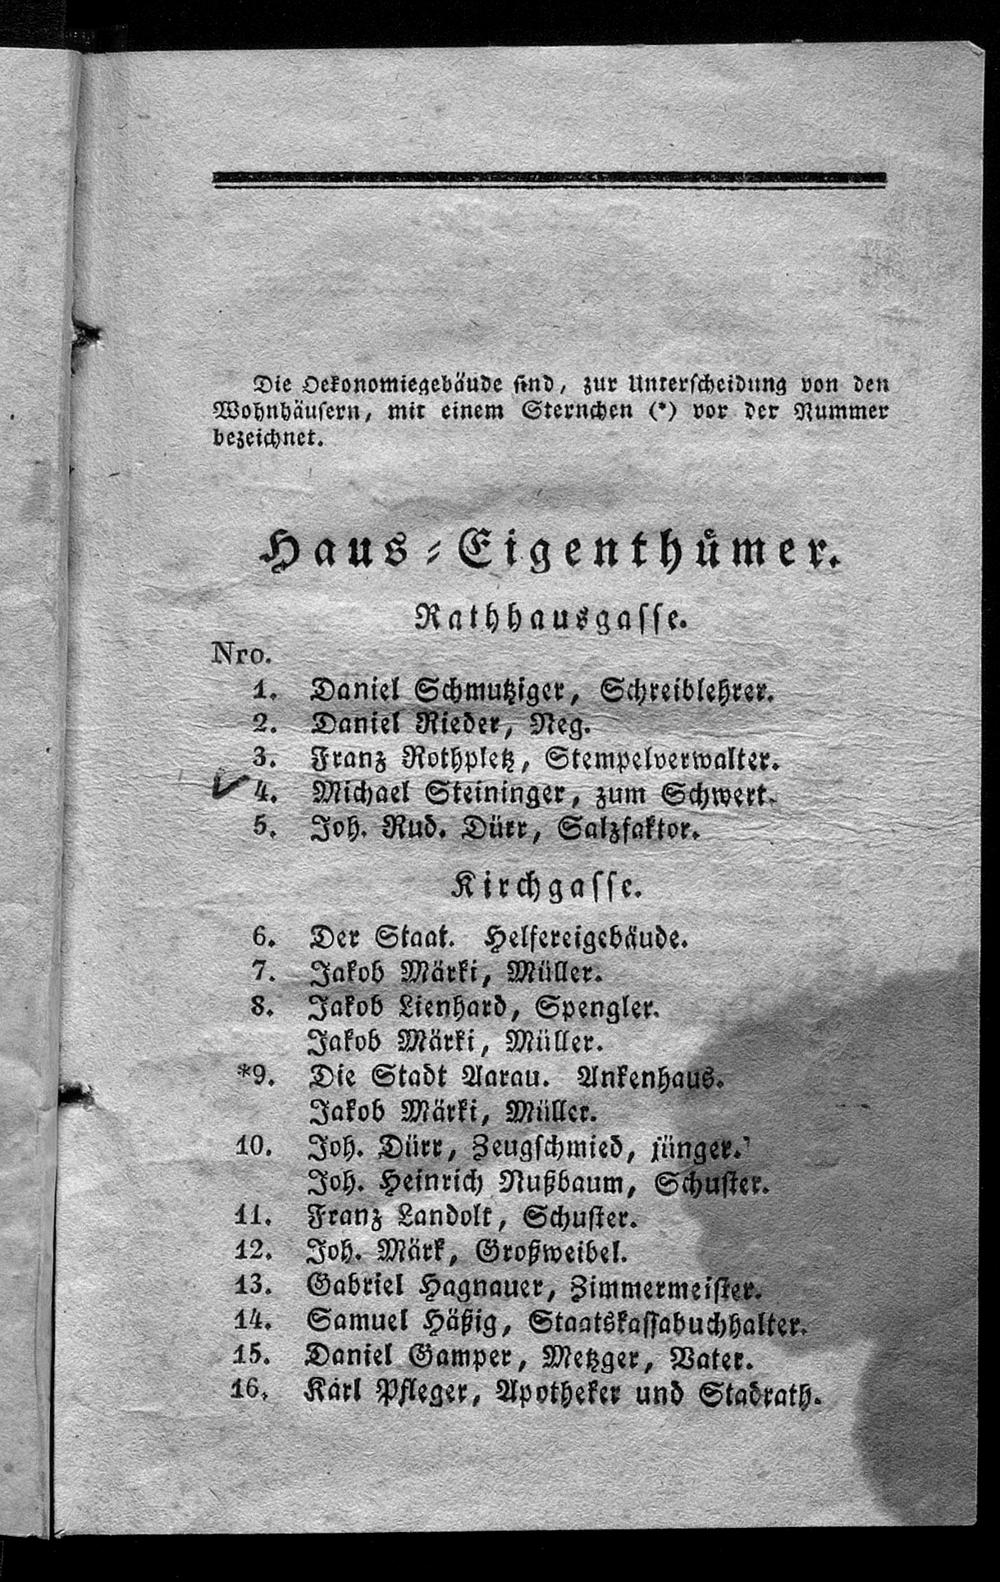 Die Oekonomiegebäude sind, zur Unterscheidung von den
Wohnhäusern, mit einem Sternchen (*) vor der Nummer
bezeichnet.
Haus-Eigenthümer.
Rathhausgasse.
Nro.
1. Daniel Schmutziger, Schreiblehrer.
2. Daniel Rieder, Neg.
3. Franz Rothpletz, Stempelverwalter.
4. Michael Steininger, zum Schwert.
5. Joh. Rud. Dürr, Salzfaktor.
Kirchgasse.
6. Der Staat. Helfereigebäude.
7. Jakob Märki, Müller.
8. Jakob Lienhard, Spengler.
Jakob Märki, Müller.
*9. Die Stadt Aarau. Ankenhaus.
Jakob Märki, Müller.
10. Joh. Dürr, Zeugschmied, jünger.
Joh. Heinrich Nußbaum, Schuster.
11. Franz Landolt, Schuster.
12. Joh. Märk, Großweibel.
13. Gabriel Hagnauer, Zimmermeister.
14. Samuel Häßig, Staatskassabuchhalter.
15. Daniel Gamper, Metzger, Vater.
16. Karl Pfleger, Apotheker und Stadrath.